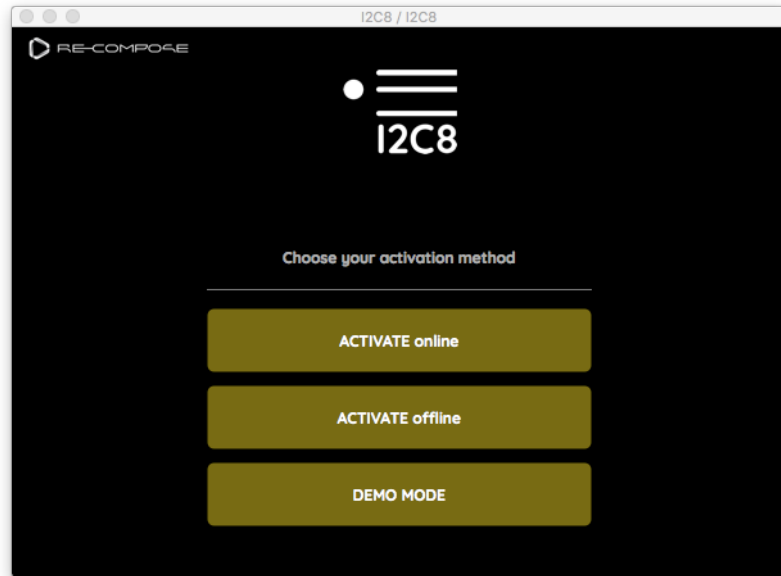 I2C8 / I2C8
RE-COMPOSE
I2C8
Choose your activation method
ACTIVATE online
ACTIVATE offline
DEMO MODE